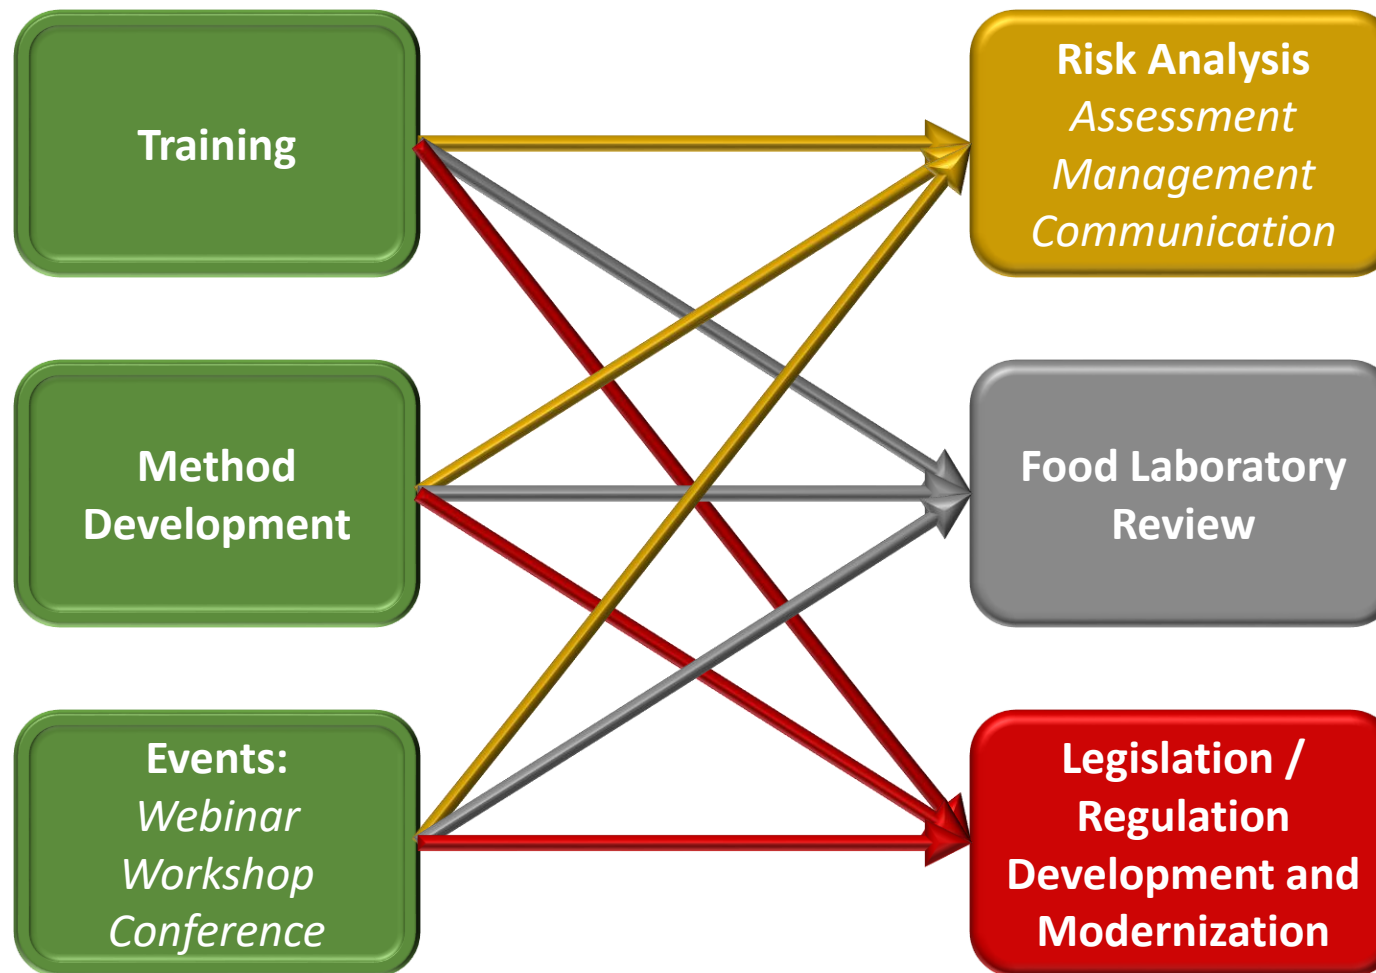 Training
Risk Analysis
Assessment
Management
Communication
Method
Development
Food Laboratory
Review
Events:
Webinar
Workshop
Conference
Legislation /
Regulation
Development and
Modernization